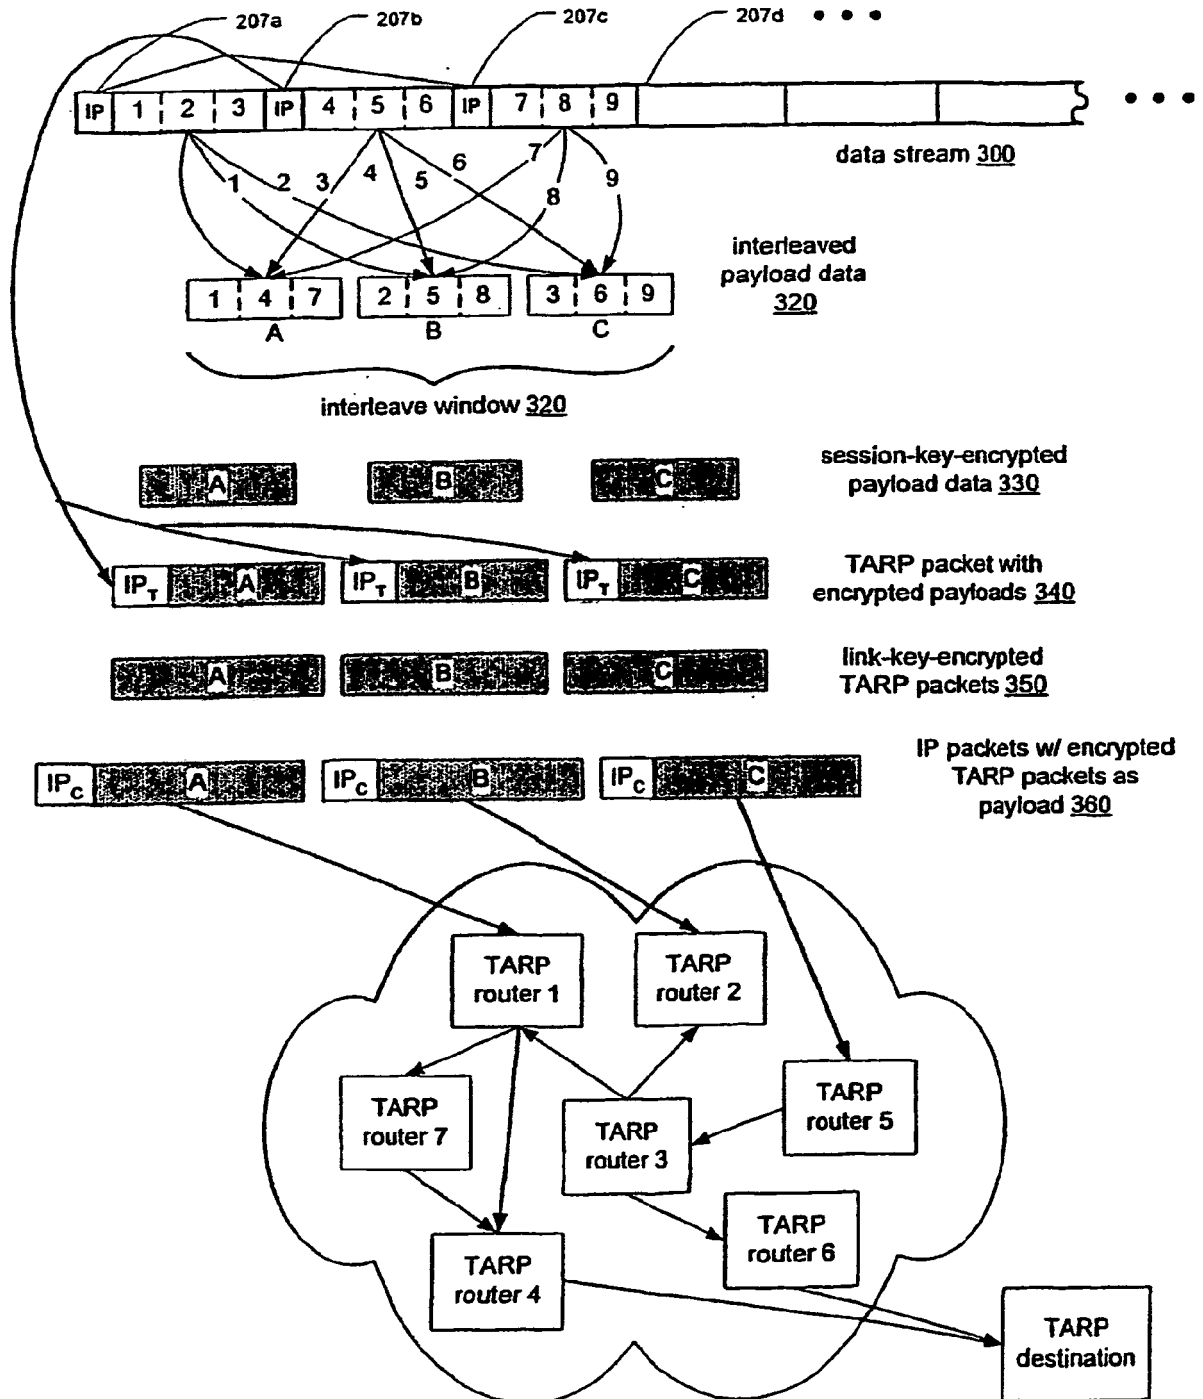 207a
207b
207c
207d
• • •
IP 1 2 3 IP 4 5 6 IP 7 8 9
• • •
data stream 300
1 2 3 4 5 6 7 8 9
interleaved
payload data
320
1 4 7
2 5 8
3 6 9
A
B
C
interleave window 320
A
B
C
session-key-encrypted
payload data 330
IPT A
IPT B
IPT C
TARP packet with
encrypted payloads 340
A
B
C
link-key-encrypted
TARP packets 350
IPC A
IPC B
IPC C
IP packets w/ encrypted
TARP packets as
payload 360
TARP
router 1
TARP
router 2
TARP
router 5
TARP
router 7
TARP
router 3
TARP
router 6
TARP
router 4
TARP
destination